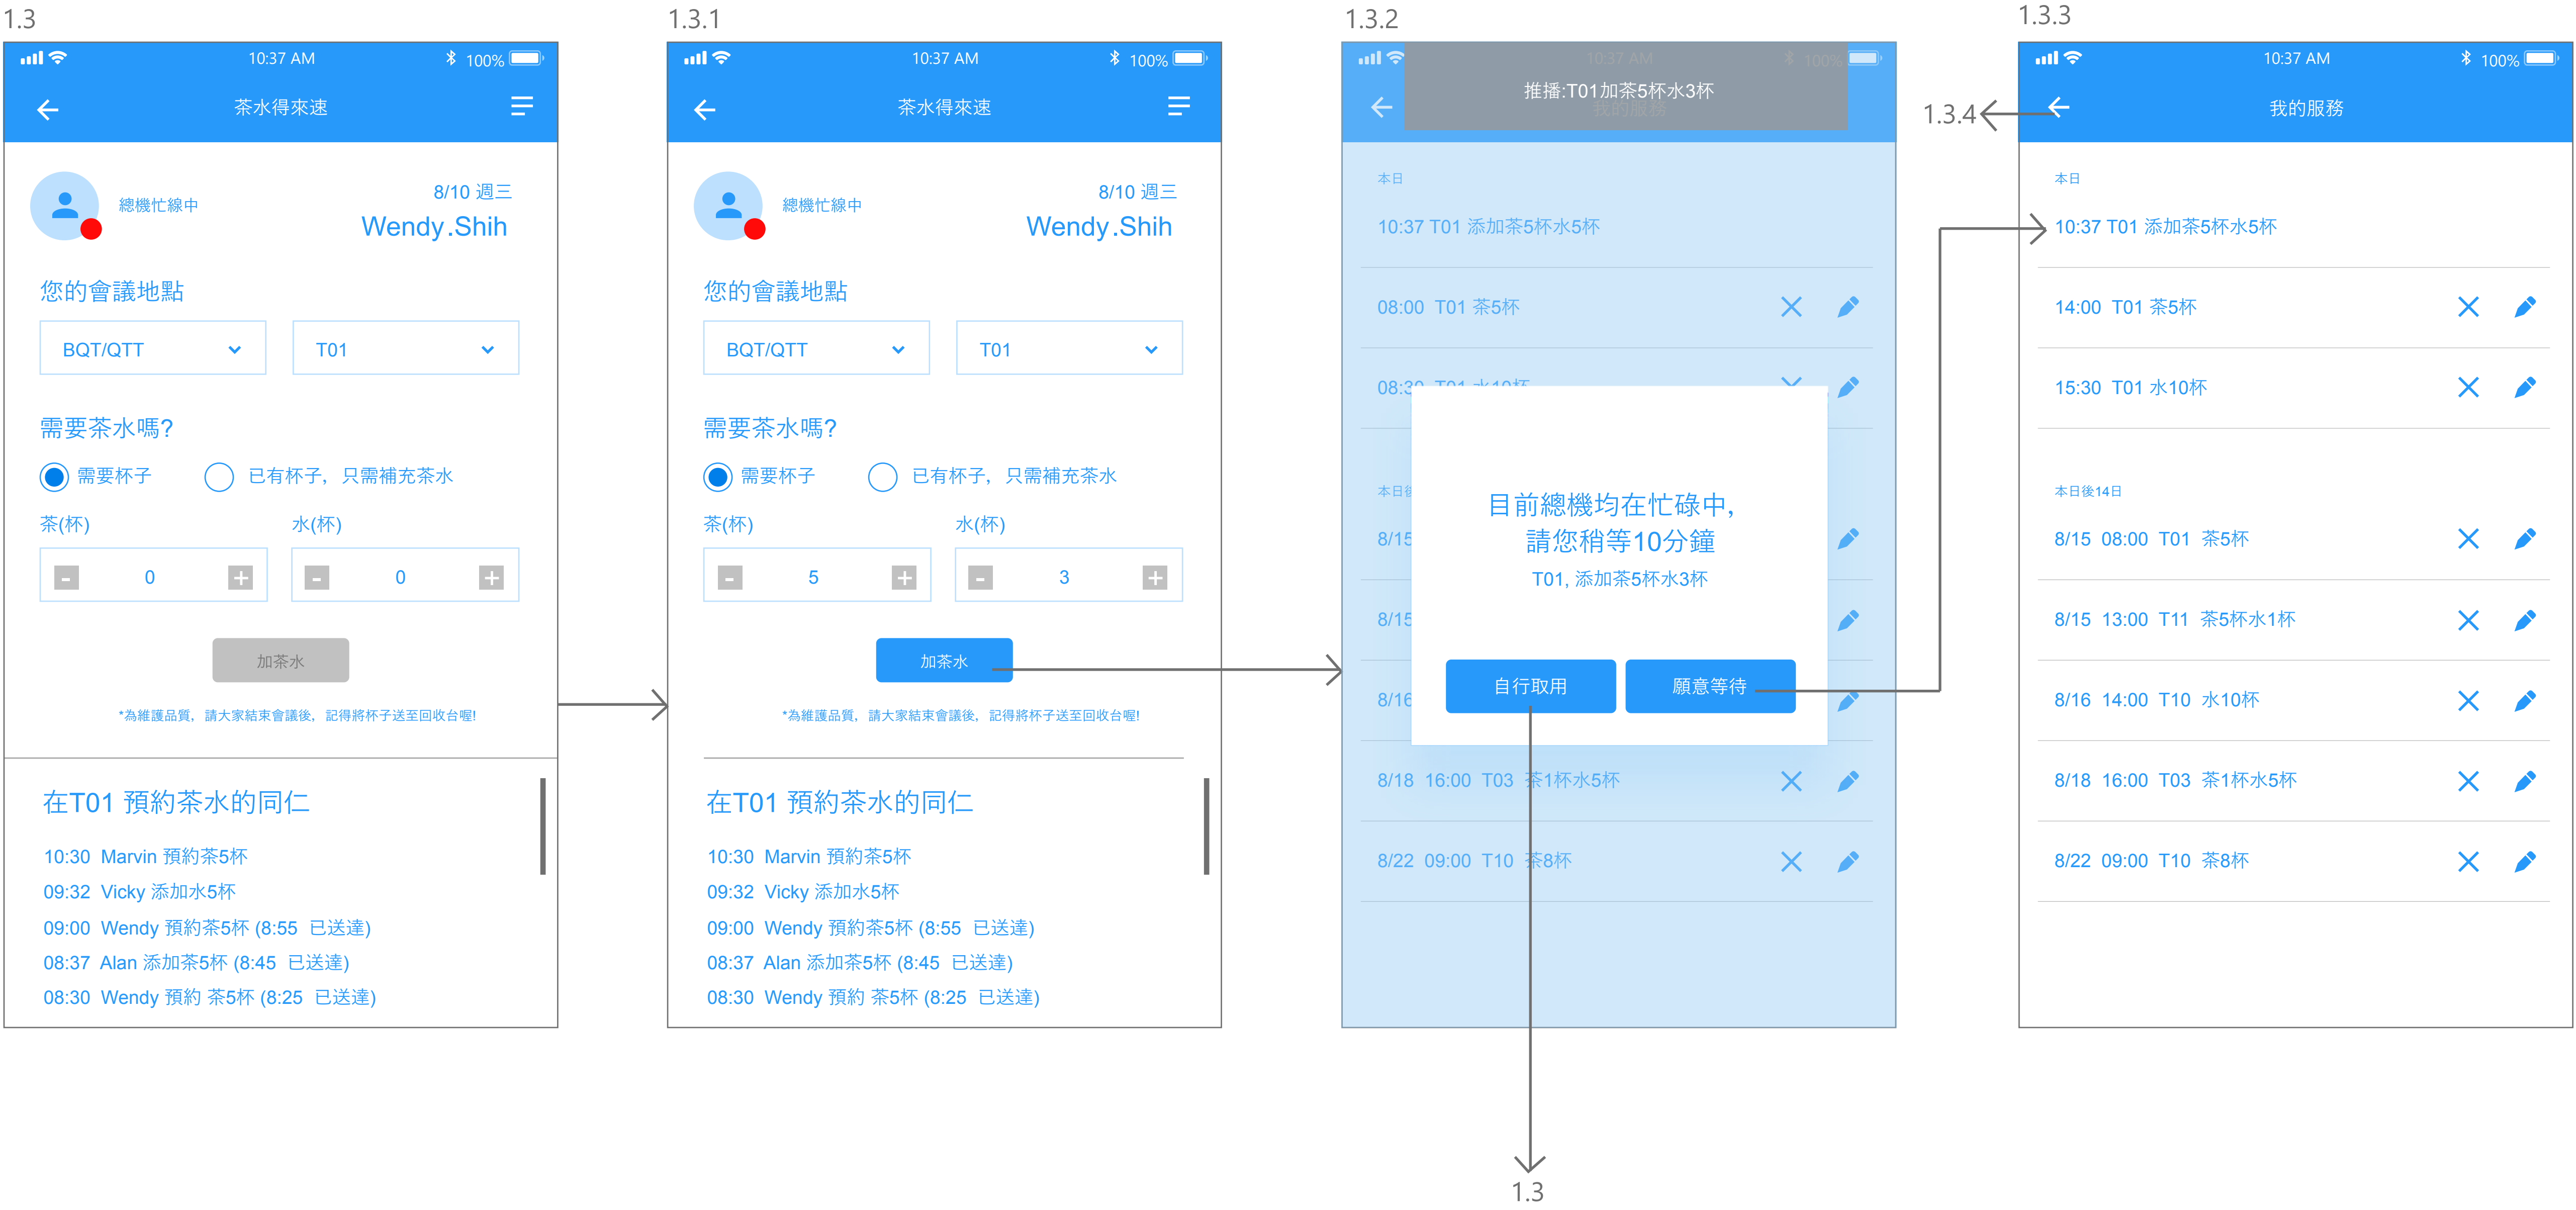 1.3
10:37 AM
100%
茶水得來速
總機忙線中
8/10 週三
Wendy.Shih
您的會議地點
BQT/QTT
T01
需要茶水嗎?
需要杯子
已有杯子，只需補充茶水
茶(杯)
水(杯)
- 0 +
- 0 +
加茶水
*為維護品質，請大家結束會議後，記得將杯子送至回收台喔!
在T01 預約茶水的同仁
10:30 Marvin 預約茶5杯
09:32 Vicky 添加水5杯
09:00 Wendy 預約茶5杯 (8:55 已送達)
08:37 Alan 添加茶5杯 (8:45 已送達)
08:30 Wendy 預約 茶5杯 (8:25 已送達)
1.3.1
10:37 AM
100%
茶水得來速
總機忙線中
8/10 週三
Wendy.Shih
您的會議地點
BQT/QTT
T01
需要茶水嗎?
需要杯子
已有杯子，只需補充茶水
茶(杯)
水(杯)
- 5 +
- 3 +
加茶水
*為維護品質，請大家結束會議後，記得將杯子送至回收台喔!
在T01 預約茶水的同仁
10:30 Marvin 預約茶5杯
09:32 Vicky 添加水5杯
09:00 Wendy 預約茶5杯 (8:55 已送達)
08:37 Alan 添加茶5杯 (8:45 已送達)
08:30 Wendy 預約 茶5杯 (8:25 已送達)
1.3.2
10:37 AM
100%
推播:T01加茶5杯水3杯
我的服務
本日
10:37 T01 添加茶5杯水5杯
08:00 T01 茶5杯
08:30 T01 水10杯
本日後
8/15
8/15
8/16
8/18 16:00 T03 茶1杯水5杯
8/22 09:00 T10 茶8杯
目前總機均在忙碌中,
請您稍等10分鐘
T01, 添加茶5杯水3杯
自行取用
願意等待
1.3
1.3.3
10:37 AM
100%
1.3.4
我的服務
本日
10:37 T01 添加茶5杯水5杯
14:00 T01 茶5杯
15:30 T01 水10杯
本日後14日
8/15 08:00 T01 茶5杯
8/15 13:00 T11 茶5杯水1杯
8/16 14:00 T10 水10杯
8/18 16:00 T03 茶1杯水5杯
8/22 09:00 T10 茶8杯